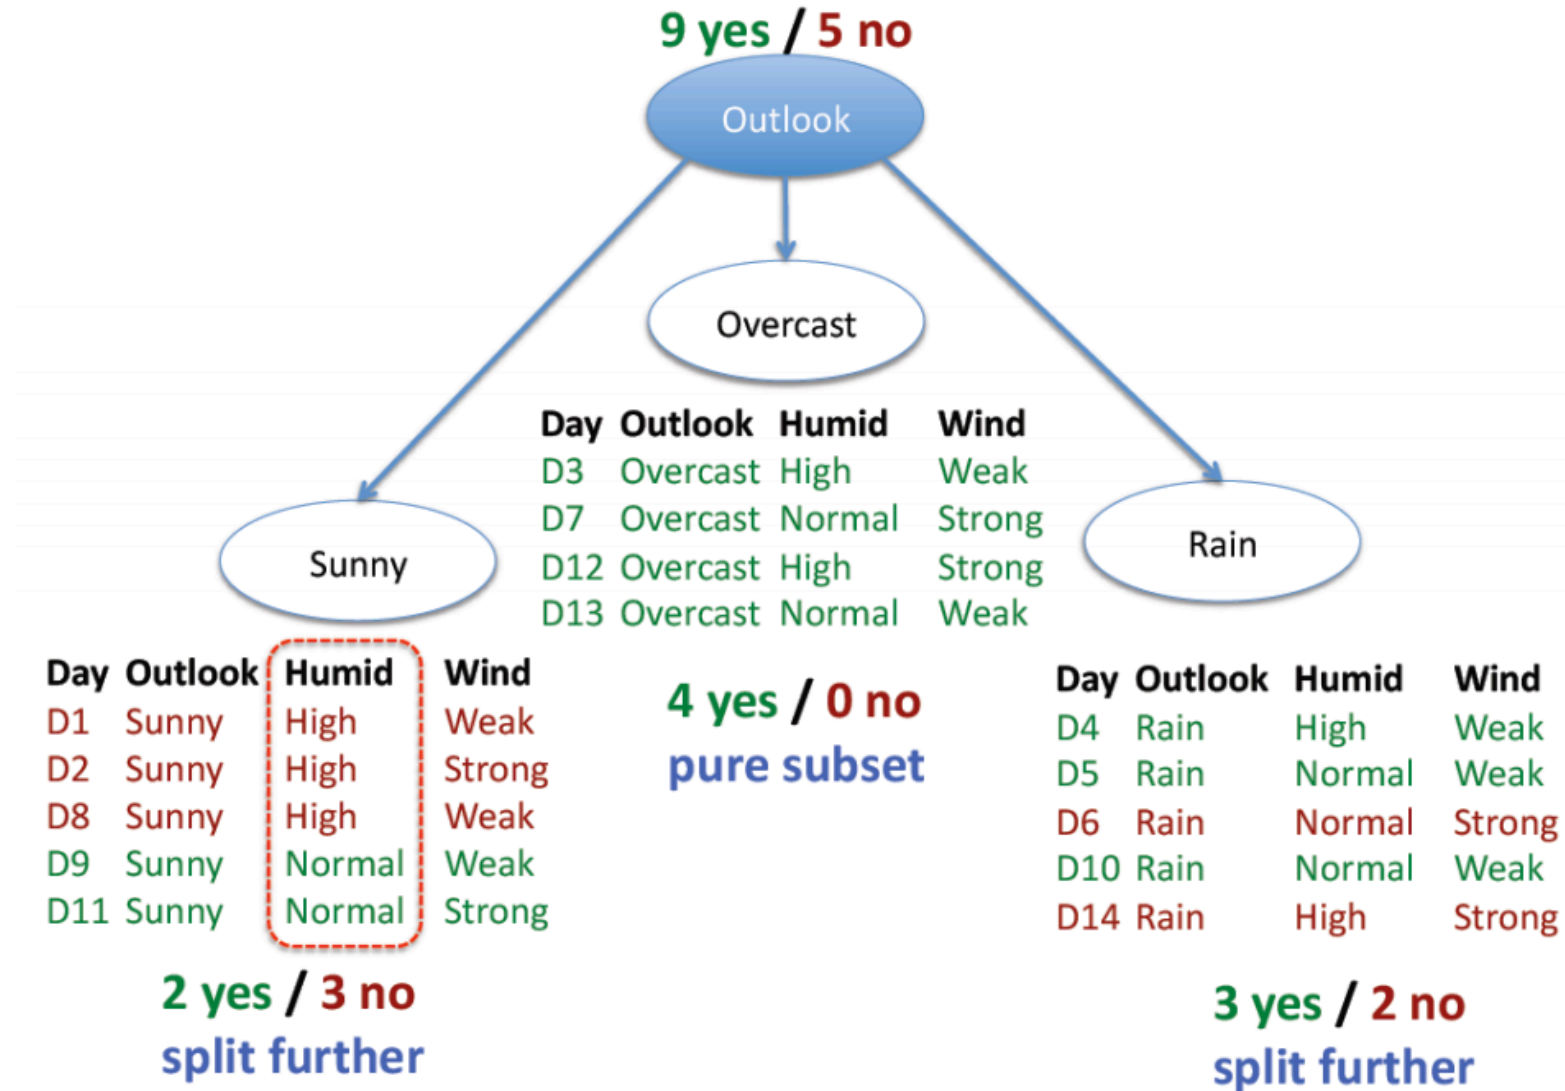 9 yes / 5 no
Outlook
Overcast
Day Outlook Humid Wind
D3 Overcast High Weak
D7 Overcast Normal Strong
D12 Overcast High Strong
D13 Overcast Normal Weak
4 yes / 0 no
pure subset
Sunny
Day Outlook Humid Wind
D1 Sunny High Weak
D2 Sunny High Strong
D8 Sunny High Weak
D9 Sunny Normal Weak
D11 Sunny Normal Strong
2 yes / 3 no
split further
Rain
Day Outlook Humid Wind
D4 Rain High Weak
D5 Rain Normal Weak
D6 Rain Normal Strong
D10 Rain Normal Weak
D14 Rain High Strong
3 yes / 2 no
split further